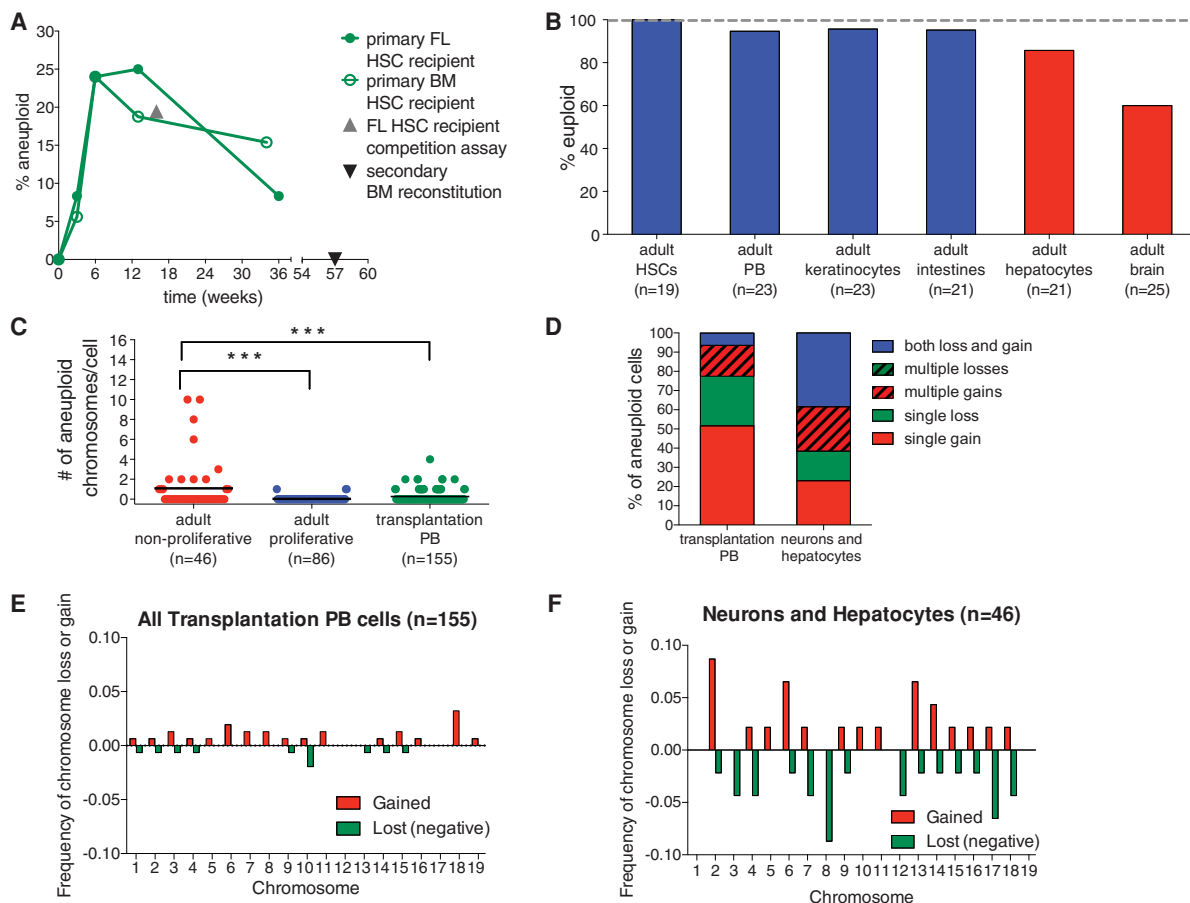 A
% aneuploid
30
25
20
15
10
5
0
0 6 12 18 24 30 36 54 57 60
time (weeks)
primary FL
HSC recipient
primary BM
HSC recipient
FL HSC recipient
competition assay
secondary
BM reconstitution
B
% euploid
100
80
60
40
20
0
adult HSCs (n=19)
adult PB (n=23)
adult keratinocytes (n=23)
adult intestines (n=21)
adult hepatocytes (n=21)
adult brain (n=25)
C
# of aneuploid
chromosomes/cell
16
14
12
10
8
6
4
2
0
***
***
adult non-proliferative (n=46)
adult proliferative (n=86)
transplantation PB (n=155)
D
% of aneuploid cells
100
90
80
70
60
50
40
30
20
10
0
transplantation PB
neurons and hepatocytes
both loss and gain
multiple losses
multiple gains
single loss
single gain
E
All Transplantation PB cells (n=155)
Frequency of chromosome loss or gain
0.10
0.05
0.00
-0.05
-0.10
Gained
Lost (negative)
1 2 3 4 5 6 7 8 9 10 11 12 13 14 15 16 17 18 19
Chromosome
F
Neurons and Hepatocytes (n=46)
Frequency of chromosome loss or gain
0.10
0.05
0.00
-0.05
-0.10
Gained
Lost (negative)
1 2 3 4 5 6 7 8 9 10 11 12 13 14 15 16 17 18 19
Chromosome